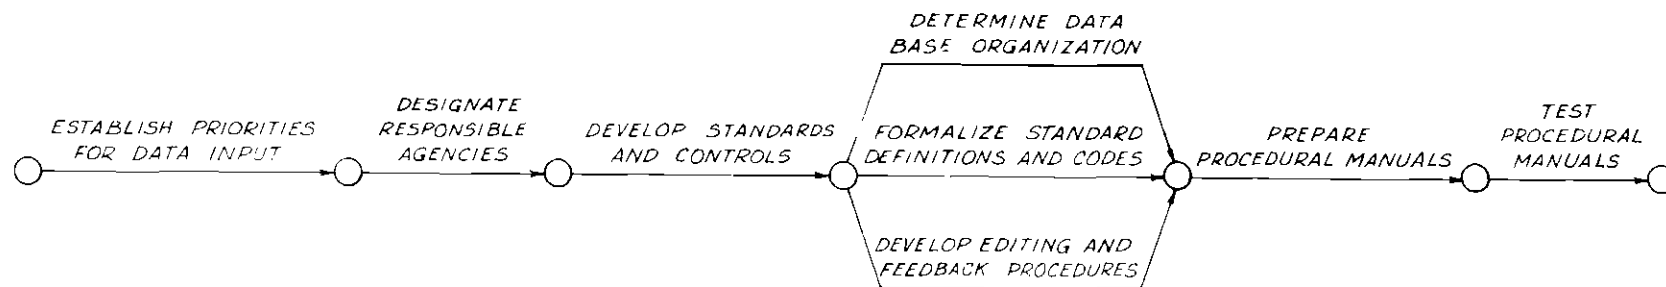 ESTABLISH PRIORITIES
FOR DATA INPUT
DESIGNATE
RESPONSIBLE
AGENCIES
DEVELOP STANDARDS
AND CONTROLS
DETERMINE DATA
BASE ORGANIZATION
FORMALIZE STANDARD
DEFINITIONS AND CODES
DEVELOP EDITING AND
FEEDBACK PROCEDURES
PREPARE
PROCEDURAL MANUALS
TEST
PROCEDURAL
MANUALS